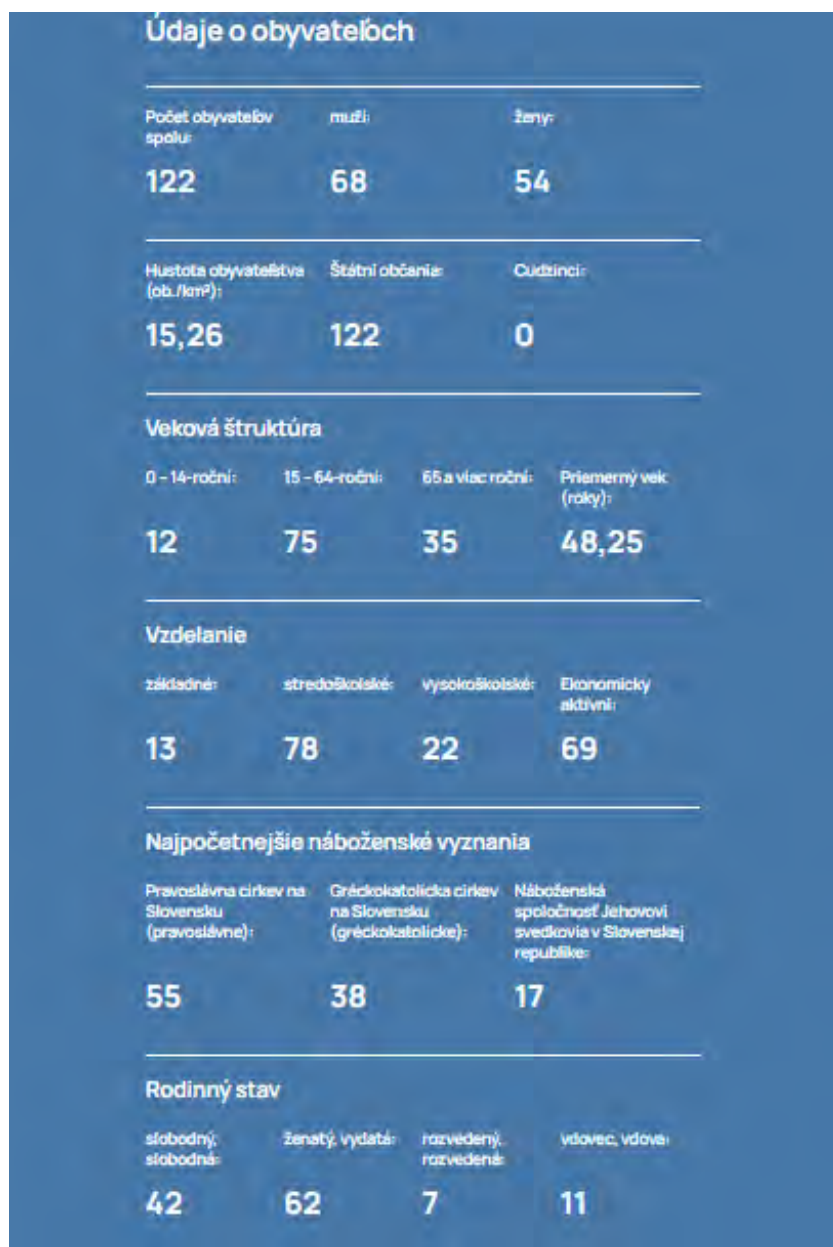 Údaje o obyvateľoch
Počet obyvateľov spolu: muži: ženy:
122 68 54
Hustota obyvateľstva (ob./km²): Štátni občania: Cudzinci:
15,26 122 0
Veková štruktúra
0 – 14-roční: 15 – 64-roční: 65 a viac roční: Priemerný vek (roky):
12 75 35 48,25
Vzdelanie
základné: stredoškolské: vysokoškolské: Ekonomicky aktívni:
13 78 22 69
Najpočetnejšie náboženské vyznania
Pravoslávna cirkev na Slovensku (pravoslávne): Gréckokatolícka cirkev na Slovensku (gréckokatolícke): Náboženská spoločnosť Jehovovi svedkovia v Slovenskej republike:
55 38 17
Rodinný stav
slobodný, slobodná: ženatý, vydatá: rozvedený, rozvedená: vdovec, vdova:
42 62 7 11